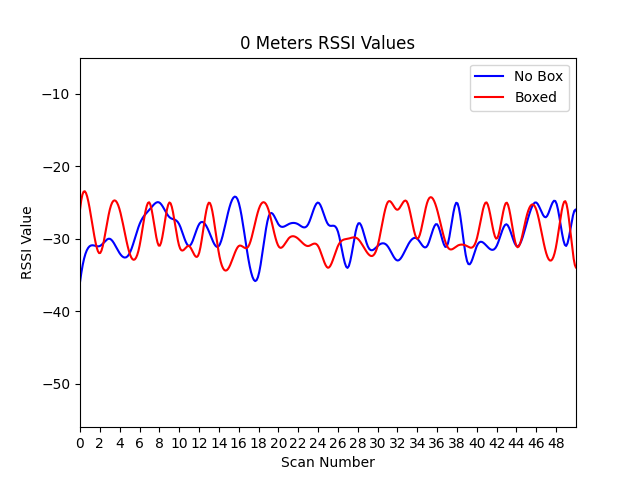 0 Meters RSSI Values
No Box
Boxed
RSSI Value
−10
−20
−30
−40
−50
0 2 4 6 8 10 12 14 16 18 20 22 24 26 28 30 32 34 36 38 40 42 44 46 48
Scan Number